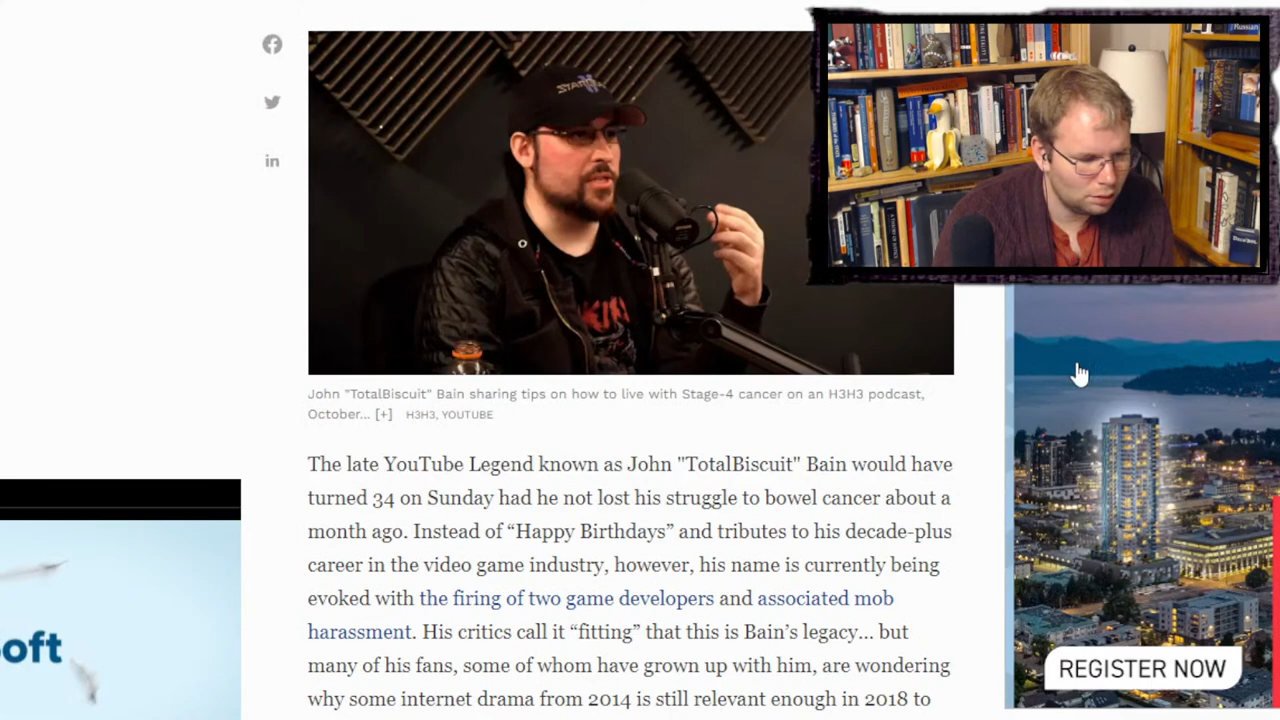 John "TotalBiscuit" Bain sharing tips on how to live with Stage-4 cancer on an H3H3 podcast,
October... [+] H3H3, YOUTUBE
The late YouTube Legend known as John "TotalBiscuit" Bain would have
turned 34 on Sunday had he not lost his struggle to bowel cancer about a
month ago. Instead of “Happy Birthdays” and tributes to his decade-plus
career in the video game industry, however, his name is currently being
evoked with the firing of two game developers and associated mob
harassment. His critics call it “fitting” that this is Bain’s legacy... but
many of his fans, some of whom have grown up with him, are wondering
why some internet drama from 2014 is still relevant enough in 2018 to
oft
REGISTER NOW